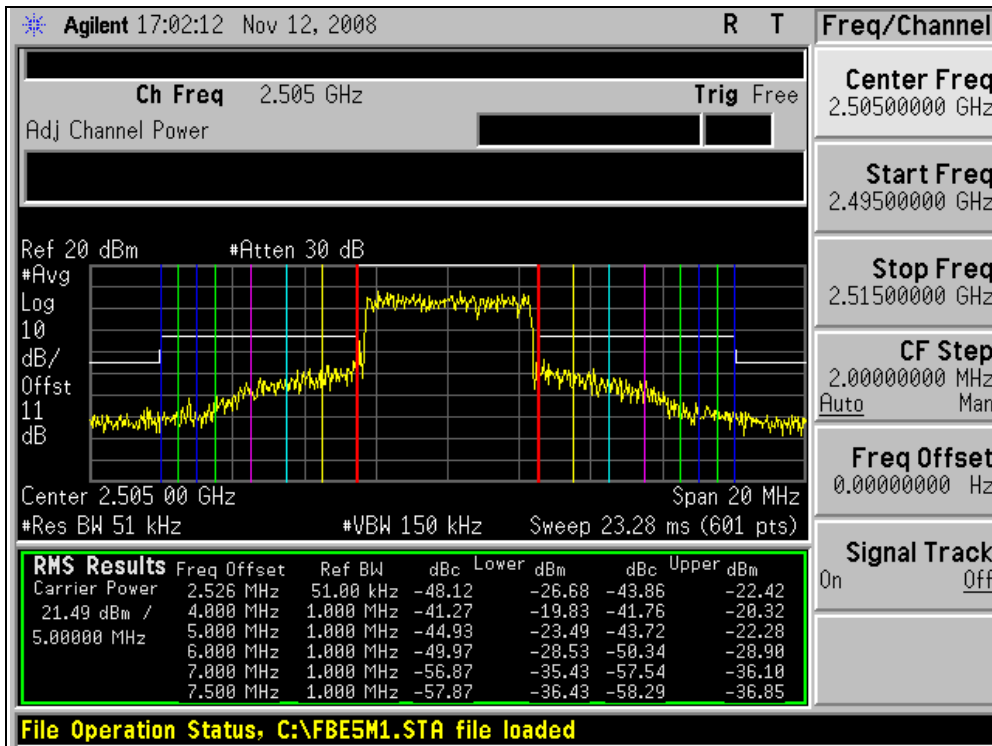 Agilent 17:02:12 Nov 12, 2008 R T
Ch Freq 2.505 GHz Trig Free
Adj Channel Power
Ref 20 dBm #Atten 30 dB
#Avg
Log
10
dB/
Offst
11
dB
Center 2.505 00 GHz Span 20 MHz
#Res BW 51 kHz #VBW 150 kHz Sweep 23.28 ms (601 pts)
RMS Results Freq Offset Ref BW dBc Lower dBm dBc Upper dBm
Carrier Power 2.526 MHz 51.00 kHz -48.12 -26.68 -43.86 -22.42
21.49 dBm / 4.000 MHz 1.000 MHz -41.27 -19.83 -41.76 -20.32
5.00000 MHz 5.000 MHz 1.000 MHz -44.93 -23.49 -43.72 -22.28
6.000 MHz 1.000 MHz -49.97 -28.53 -50.34 -28.90
7.000 MHz 1.000 MHz -56.87 -35.43 -57.54 -36.10
7.500 MHz 1.000 MHz -57.87 -36.43 -58.29 -36.85
File Operation Status, C:\FBE5M1.STA file loaded
Freq/Channel
Center Freq
2.50500000 GHz
Start Freq
2.49500000 GHz
Stop Freq
2.51500000 GHz
CF Step
2.00000000 MHz
Auto Man
Freq Offset
0.00000000 Hz
Signal Track
On Off